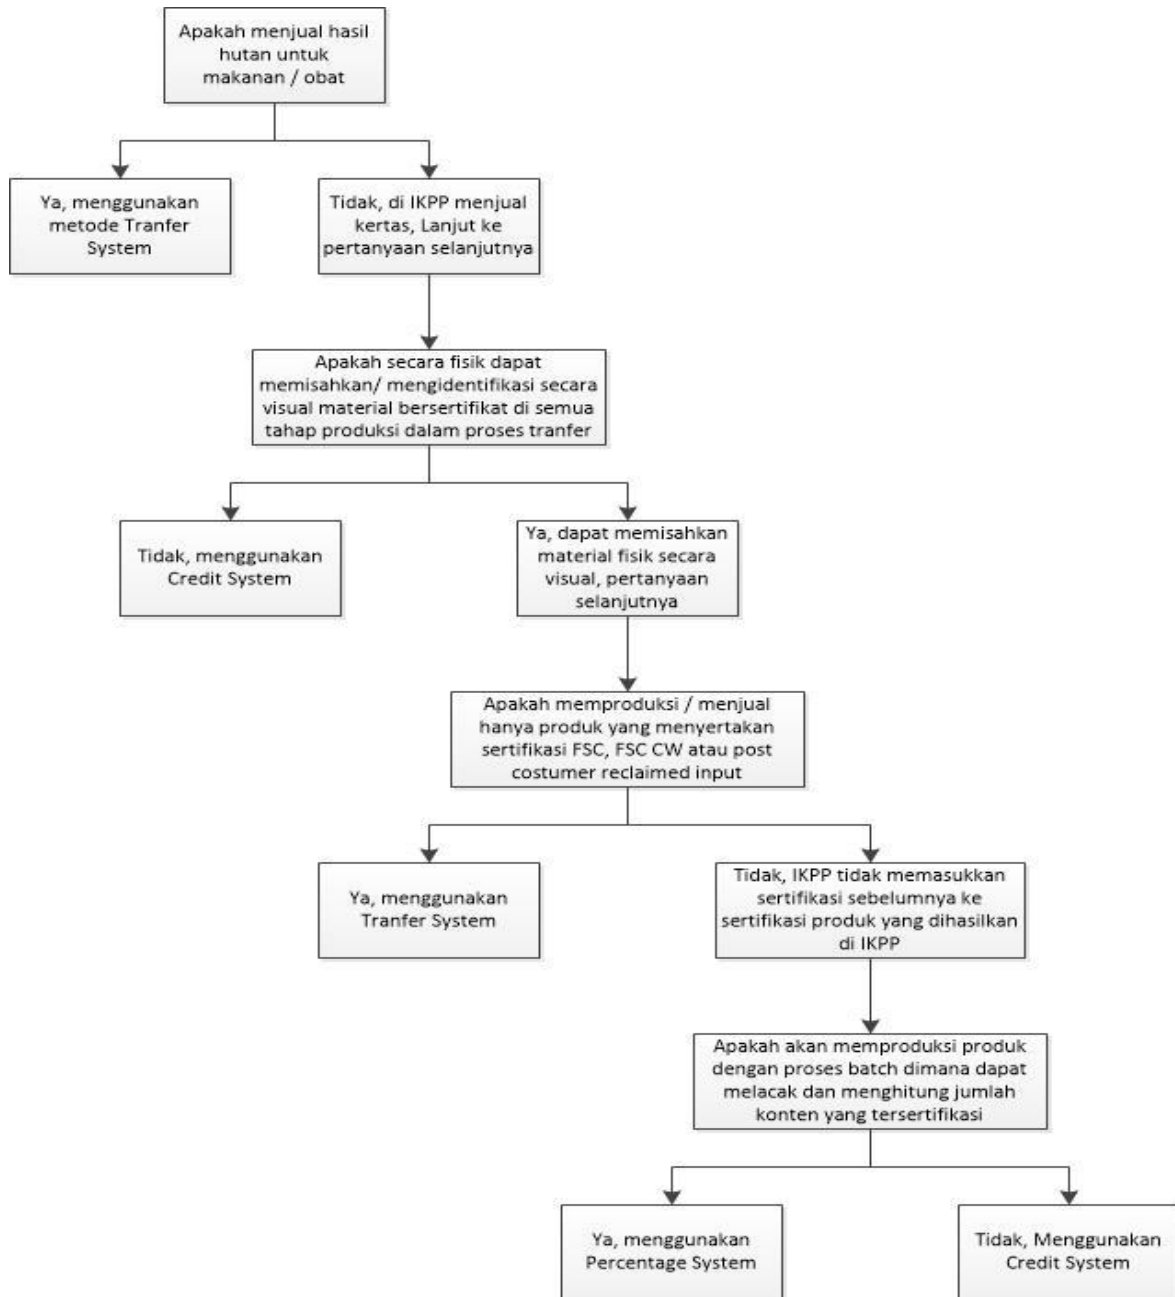 Apakah menjual hasil
hutan untuk
makanan / obat
Ya, menggunakan
metode Tranfer
System
Tidak, di IKPP menjual
kertas, Lanjut ke
pertanyaan selanjutnya
Apakah secara fisik dapat
memisahkan/ mengidentifikasi secara
visual material bersertifikat di semua
tahap produksi dalam proses tranfer
Tidak, menggunakan
Credit System
Ya, dapat memisahkan
material fisik secara
visual, pertanyaan
selanjutnya
Apakah memproduksi / menjual
hanya produk yang menyertakan
sertifikasi FSC, FSC CW atau post
costumer reclaimed input
Ya, menggunakan
Tranfer System
Tidak, IKPP tidak memasukkan
sertifikasi sebelumnya ke
sertifikasi produk yang dihasilkan
di IKPP
Apakah akan memproduksi produk
dengan proses batch dimana dapat
melacak dan menghitung jumlah
konten yang tersertifikasi
Ya, menggunakan
Percentage System
Tidak, Menggunakan
Credit System